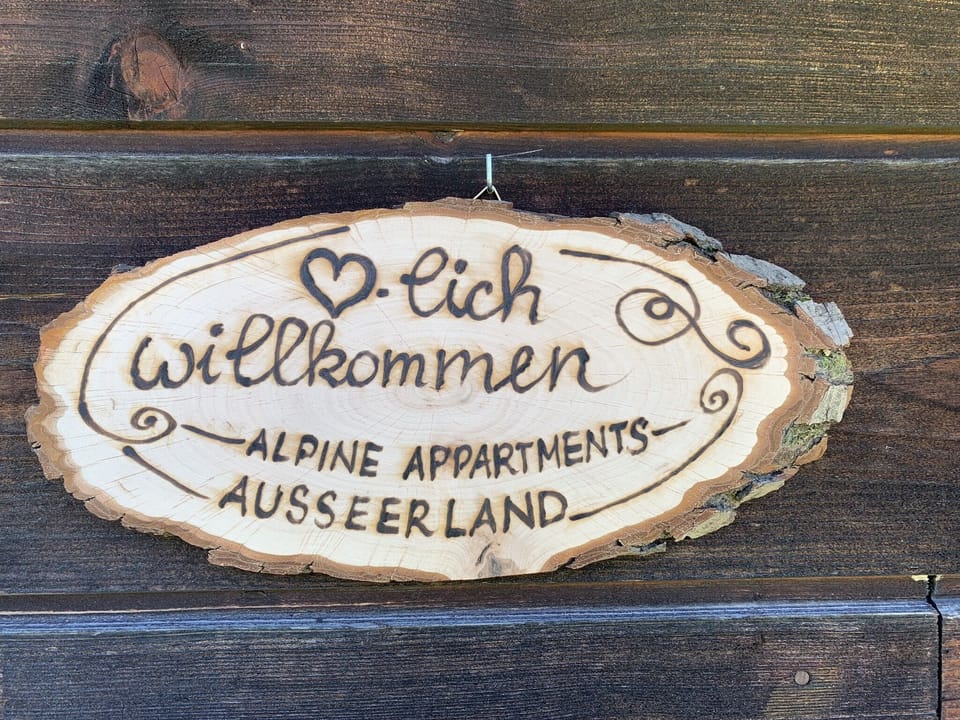 ♡-lich
willkommen
ALPINE APPARTMENTS
AUSSEERLAND